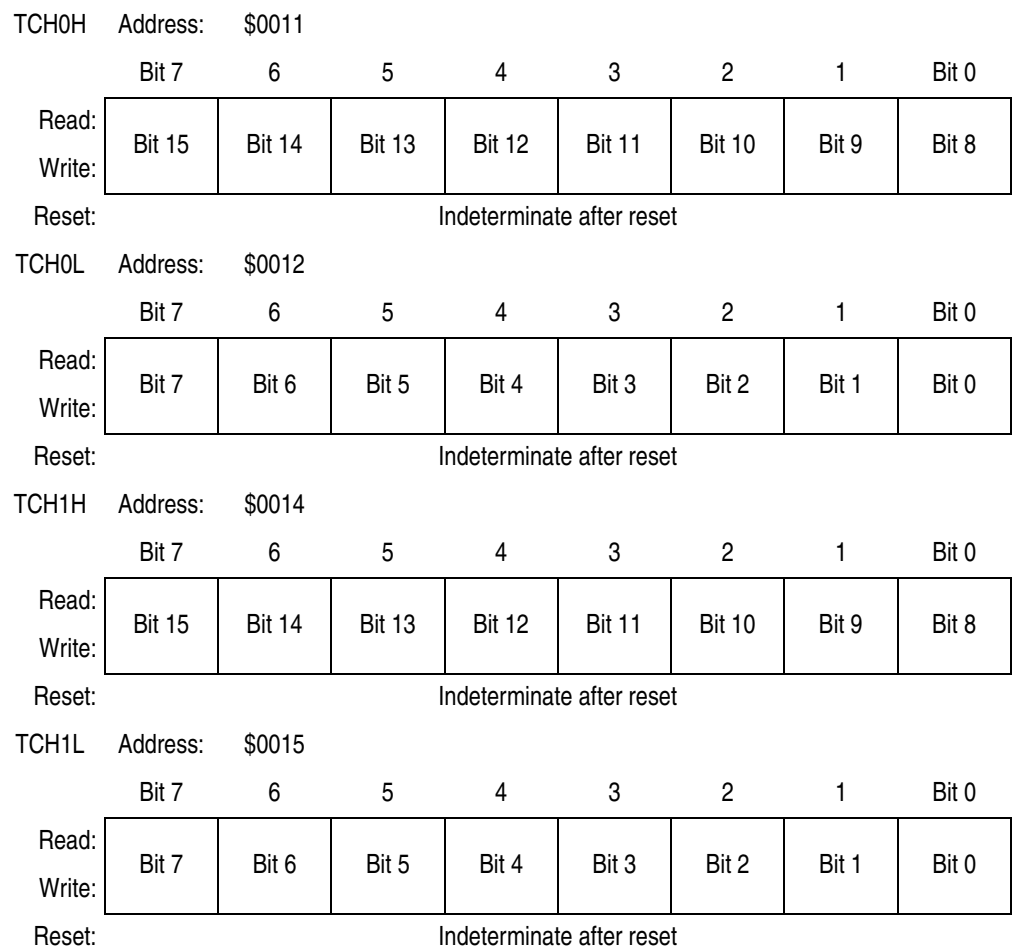 TCH0H Address: $0011
Bit 7 6 5 4 3 2 1 Bit 0
Read:
Bit 15 Bit 14 Bit 13 Bit 12 Bit 11 Bit 10 Bit 9 Bit 8
Write:
Reset: Indeterminate after reset
TCH0L Address: $0012
Bit 7 6 5 4 3 2 1 Bit 0
Read:
Bit 7 Bit 6 Bit 5 Bit 4 Bit 3 Bit 2 Bit 1 Bit 0
Write:
Reset: Indeterminate after reset
TCH1H Address: $0014
Bit 7 6 5 4 3 2 1 Bit 0
Read:
Bit 15 Bit 14 Bit 13 Bit 12 Bit 11 Bit 10 Bit 9 Bit 8
Write:
Reset: Indeterminate after reset
TCH1L Address: $0015
Bit 7 6 5 4 3 2 1 Bit 0
Read:
Bit 7 Bit 6 Bit 5 Bit 4 Bit 3 Bit 2 Bit 1 Bit 0
Write:
Reset: Indeterminate after reset